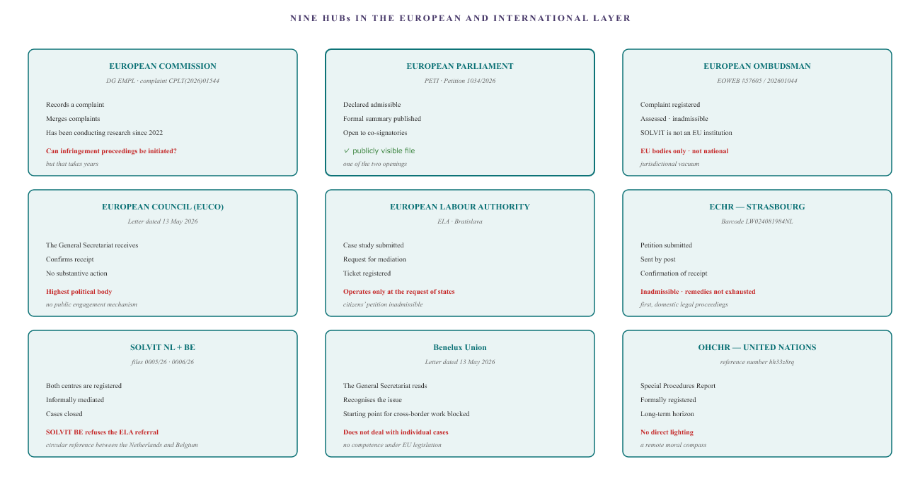 NINE HUBs IN THE EUROPEAN AND INTERNATIONAL LAYER
EUROPEAN COMMISSION
DG EMPL · complaint CPLT(2026)01544
Records a complaint
Merges complaints
Has been conducting research since 2022
Can infringement proceedings be initiated?
but that takes years
EUROPEAN PARLIAMENT
PETI · Petition 1034/2026
Declared admissible
Formal summary published
Open to co-signatories
✓ publicly visible file
one of the two openings
EUROPEAN OMBUDSMAN
EOWEB #37605 / 202601044
Complaint registered
Assessed · inadmissible
SOLVIT is not an EU institution
EU bodies only · not national
jurisdictional vacuum
EUROPEAN COUNCIL (EUCO)
Letter dated 13 May 2026
The General Secretariat receives
Confirms receipt
No substantive action
Highest political body
no public engagement mechanism
EUROPEAN LABOUR AUTHORITY
ELA · Bratislava
Case study submitted
Request for mediation
Ticket registered
Operates only at the request of states
citizens' petition inadmissible
ECHR — STRASBOURG
Barcode LW024081984NL
Petition submitted
Sent by post
Confirmation of receipt
Inadmissible · remedies not exhausted
first, domestic legal proceedings
SOLVIT NL + BE
files 0005/26 · 0006/26
Both centres are registered
Informally mediated
Cases closed
SOLVIT BE refuses the ELA referral
circular reference between the Netherlands and Belgium
Benelux Union
Letter dated 13 May 2026
The General Secretariat reads
Recognises the issue
Starting point for cross-border work blocked
Does not deal with individual cases
no competence under EU legislation
OHCHR — UNITED NATIONS
reference number
Special Procedures Report
Formally registered
Long-term horizon
No direct lighting
a remote moral compass